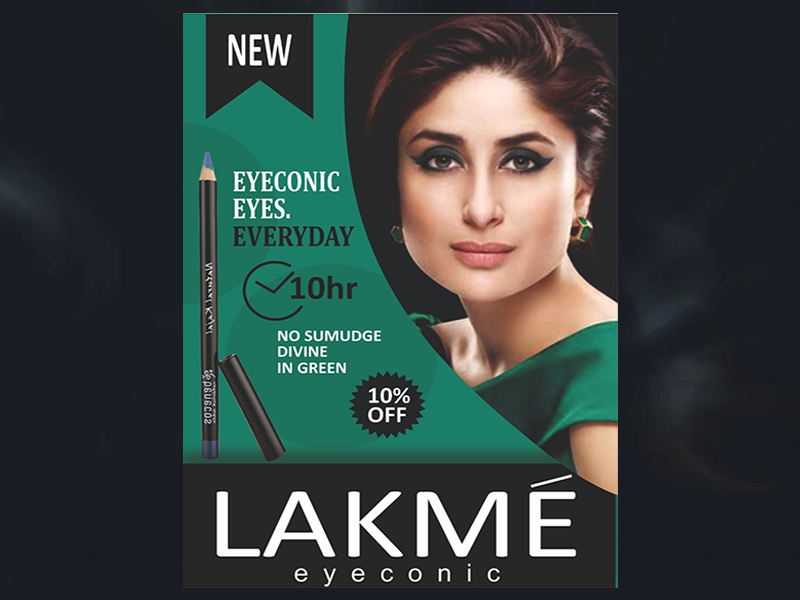 NEW
EYECONIC
EYES.
EVERYDAY
10hr
NO SUMUDGE
DIVINE
IN GREEN
10%
OFF
LAKMÉ
eyeconic